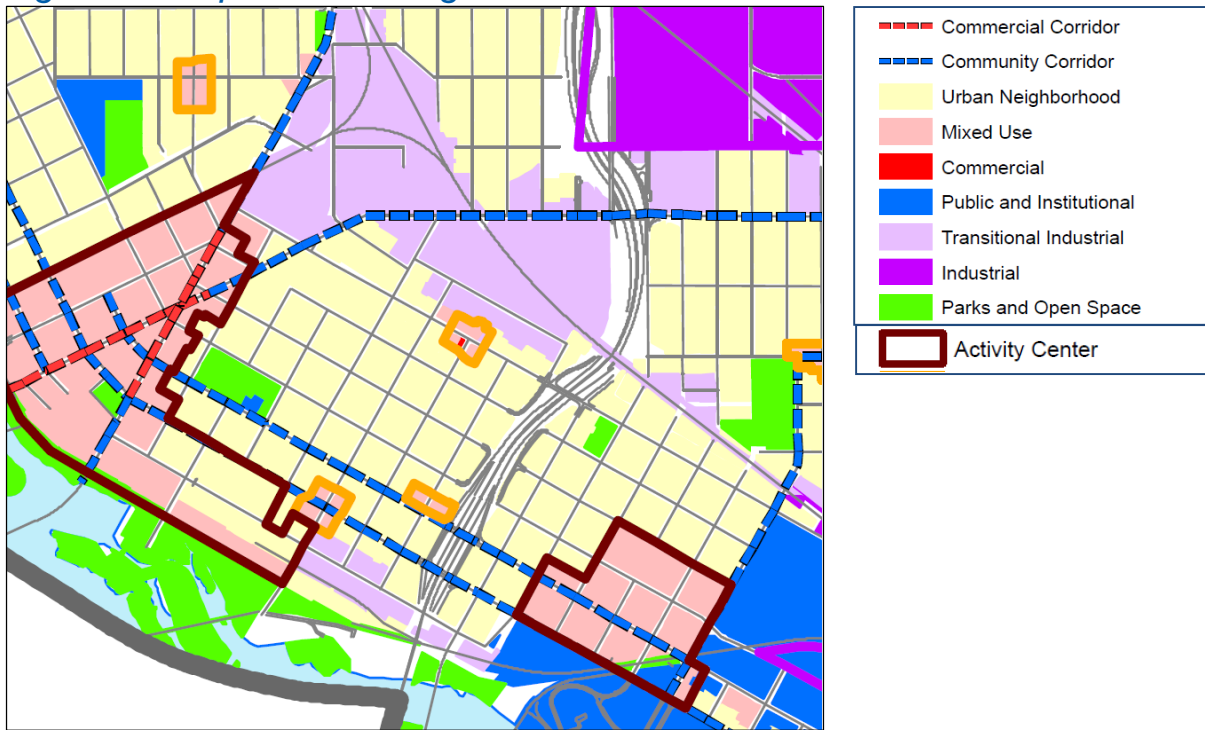 Commercial Corridor
Community Corridor
Urban Neighborhood
Mixed Use
Commercial
Public and Institutional
Transitional Industrial
Industrial
Parks and Open Space
Activity Center